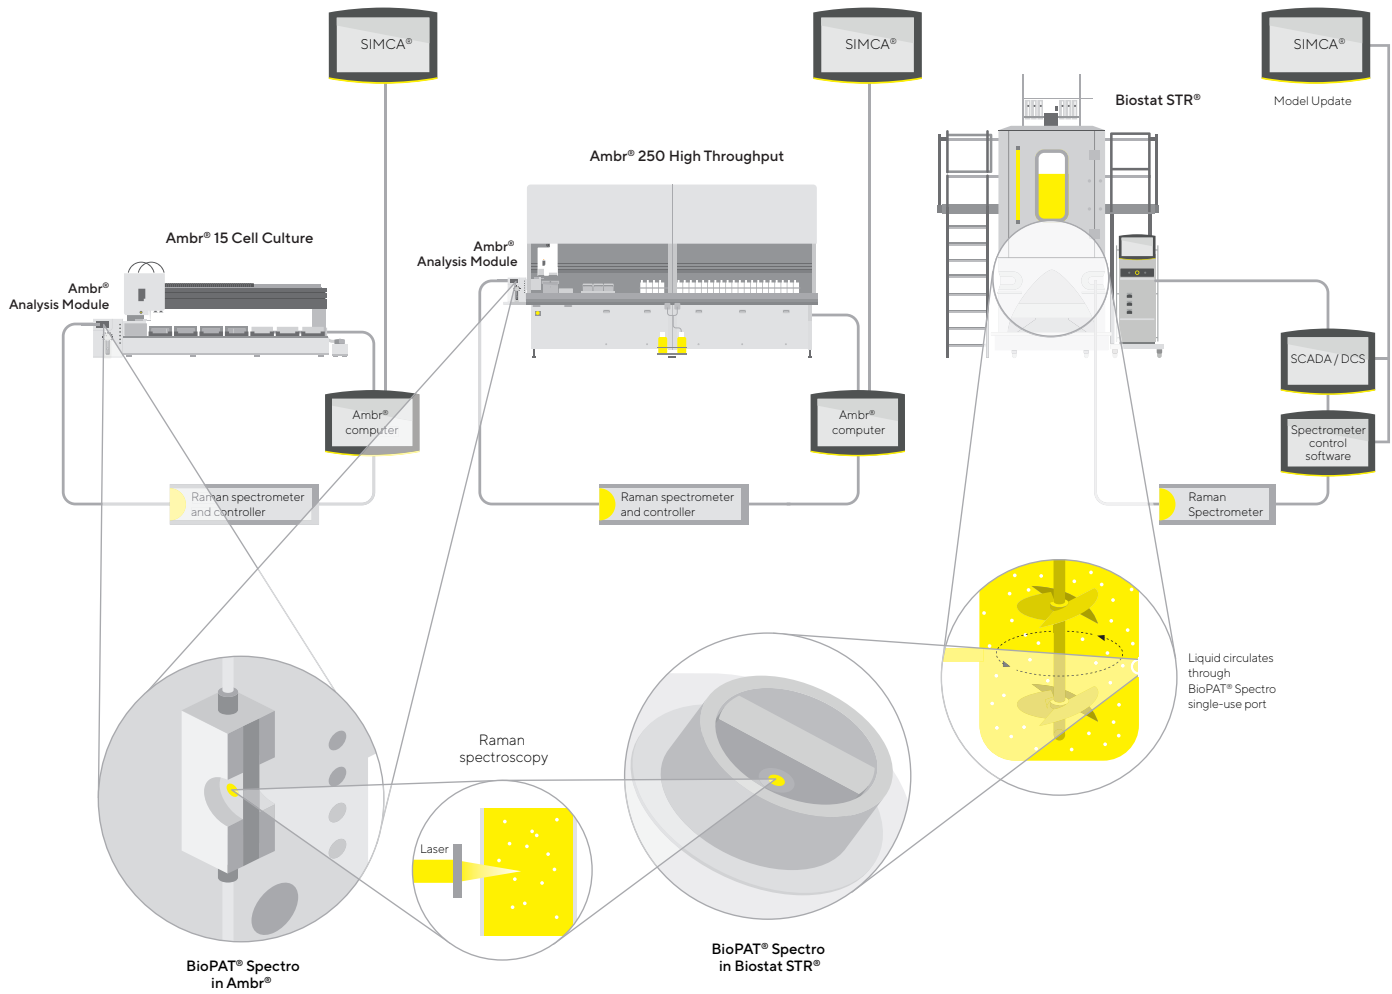 SIMCA®
SIMCA®
SIMCA®
Model Update
Biostat STR®
Ambr® 250 High Throughput
Ambr® 15 Cell Culture
Ambr®
Analysis Module
Ambr®
Analysis Module
SCADA / DCS
Ambr®
computer
Ambr®
computer
Spectrometer
control
software
Raman spectrometer
and controller
Raman spectrometer
and controller
Raman
Spectrometer
Liquid circulates
through
BioPAT® Spectro
single-use port
Raman
spectroscopy
Laser
BioPAT® Spectro
in Ambr®
BioPAT® Spectro
in Biostat STR®